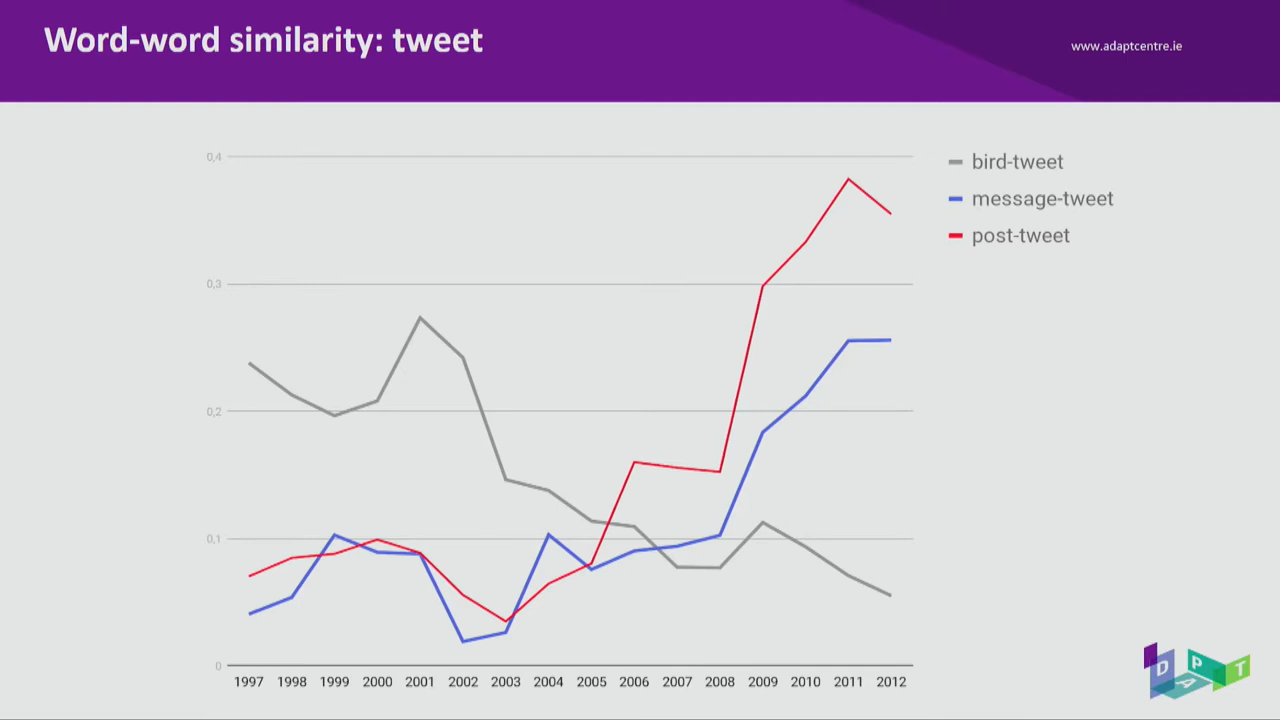 Word-word similarity: tweet
www.adaptcentre.ie
0,4
0,3
0,2
0,1
0
1997 1998 1999 2000 2001 2002 2003 2004 2005 2006 2007 2008 2009 2010 2011 2012
bird-tweet
message-tweet
post-tweet
ADAPT